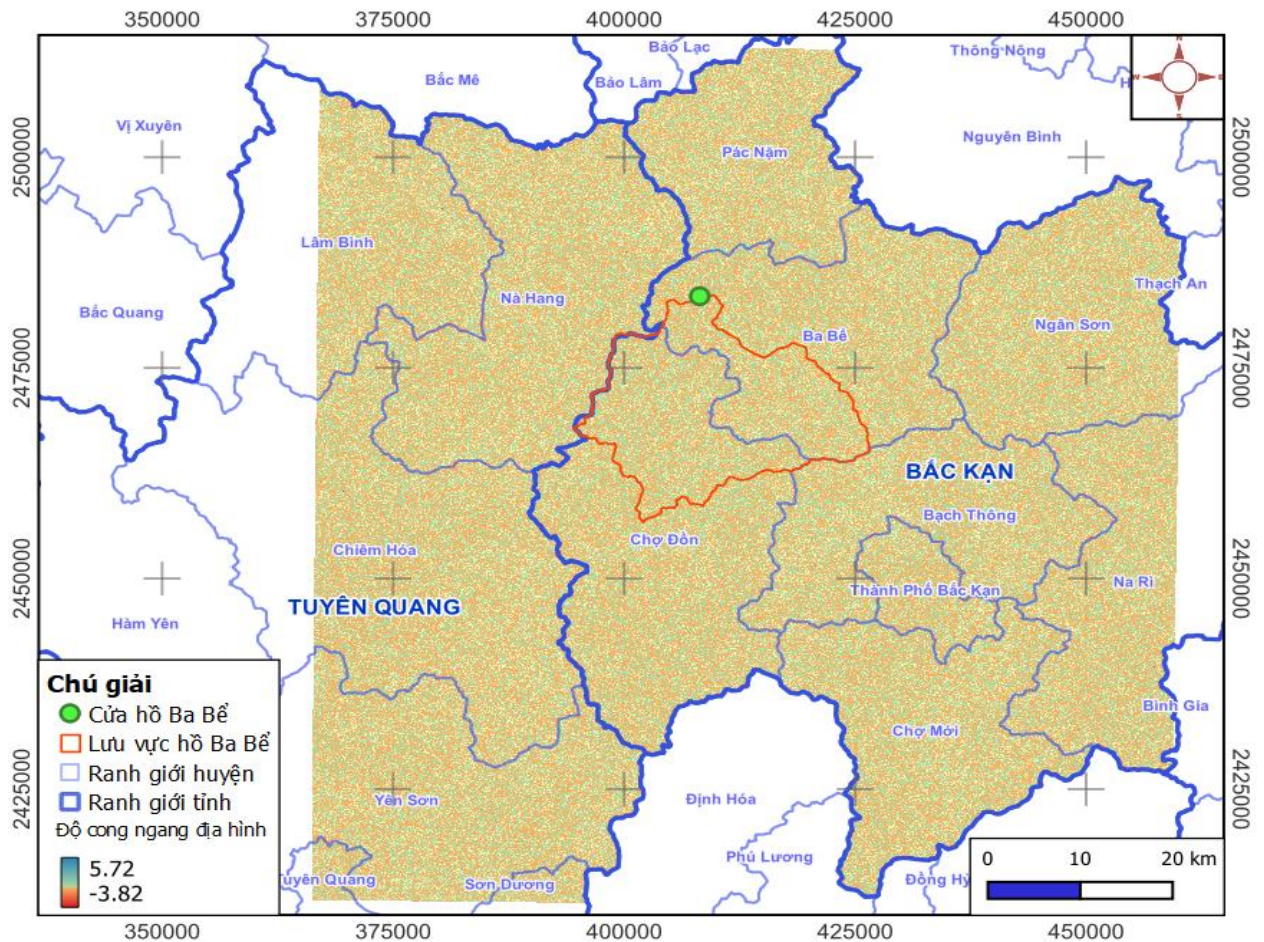 350000 375000 400000 425000 450000
Bảo Lạc
Thông Nông
Bắc Mê
Bảo Lâm
H
Vị Xuyên
Nguyên Bình
Pác Nặm
2500000
2500000
Lâm Bình
Nà Hang
Thạch An
Bắc Quang
Ngân Sơn
Ba Bể
2475000
2475000
BẮC KẠN
Bạch Thông
Chợ Đồn
Chiêm Hóa
2450000
2450000
Na Rì
Thành Phố Bắc Kạn
TUYÊN QUANG
Hàm Yên
Bình Gia
Chợ Mới
Yên Sơn
Định Hóa
2425000
2425000
Phú Lương
Tuyên Quang
Sơn Dương
Đồng Hỷ
Chú giải
Cửa hồ Ba Bể
Lưu vực hồ Ba Bể
Ranh giới huyện
Ranh giới tỉnh
Độ cong ngang địa hình
5.72
-3.82
0 10 20 km
350000 375000 400000 425000 450000